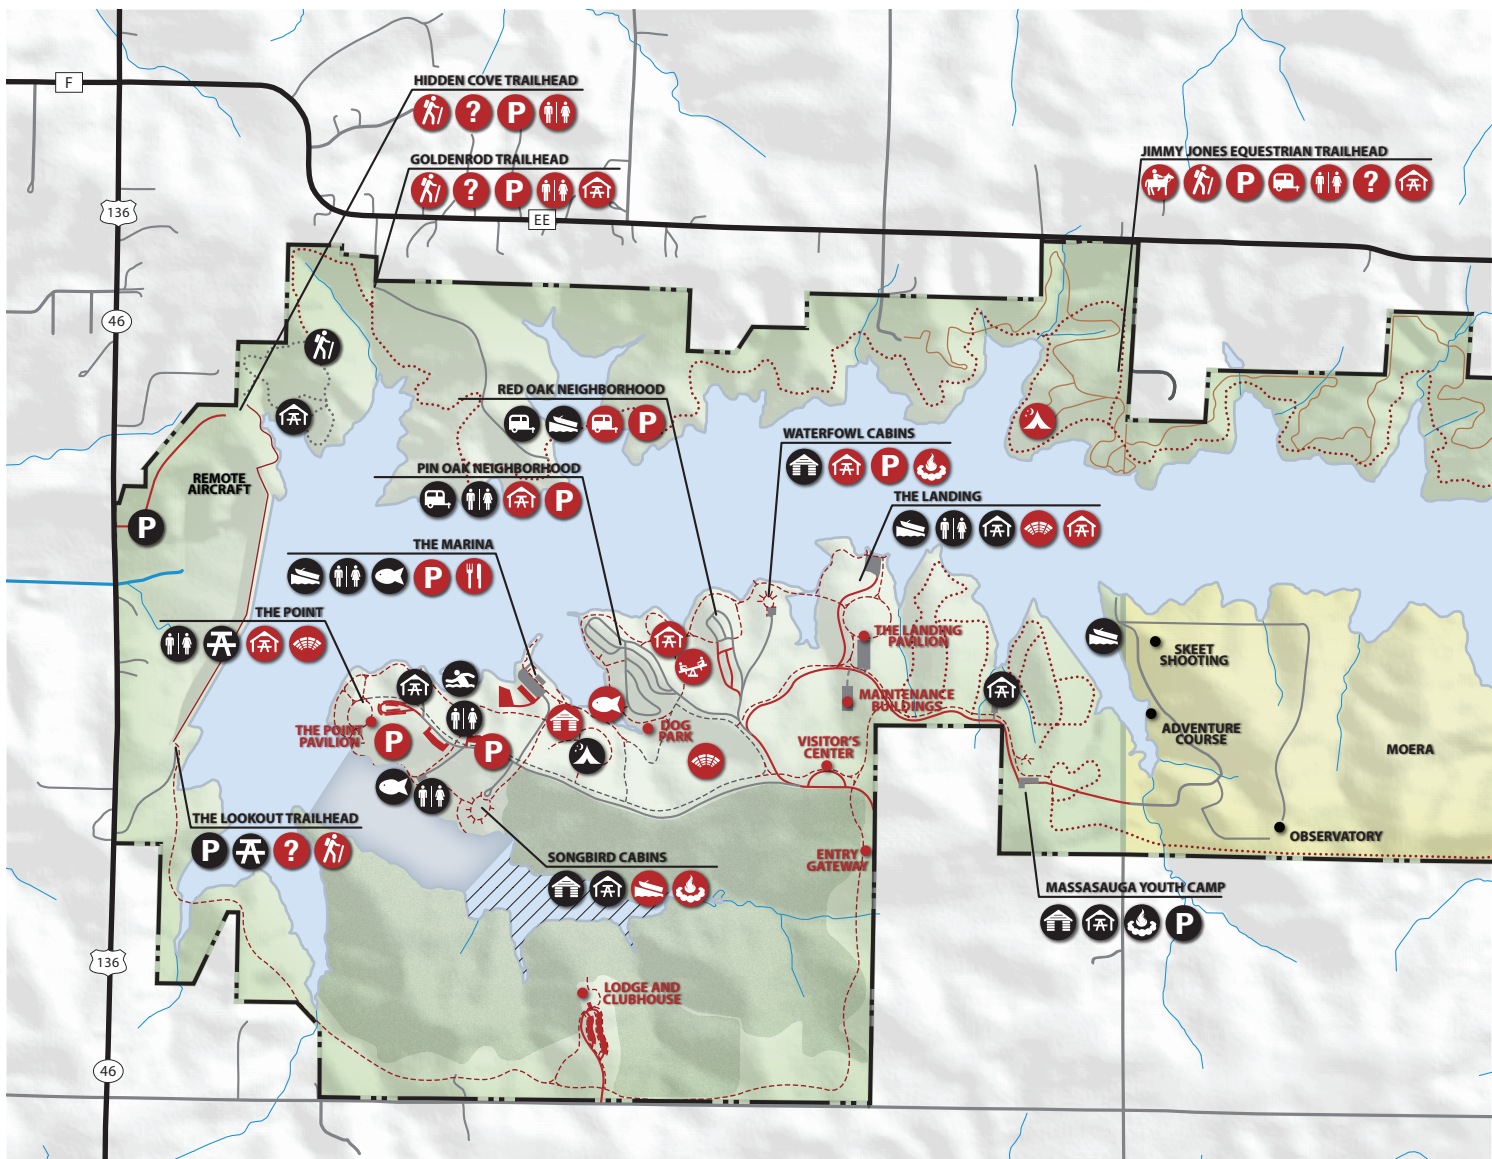 F
HIDDEN COVE TRAILHEAD
? P
GOLDENROD TRAILHEAD
? P
JIMMY JONES EQUESTRIAN TRAILHEAD
P ?
136
EE
46
RED OAK NEIGHBORHOOD
P
WATERFOWL CABINS
P
PIN OAK NEIGHBORHOOD
P
REMOTE
AIRCRAFT
P
THE LANDING
THE MARINA
P
THE POINT
THE LANDING
PAVILION
SKEET
SHOOTING
MAINTENANCE
BUILDINGS
THE POINT
PAVILION
P
P
DOG
PARK
VISITOR'S
CENTER
ADVENTURE
COURSE
MOERA
THE LOOKOUT TRAILHEAD
P ?
OBSERVATORY
SONGBIRD CABINS
ENTRY
GATEWAY
MASSASAUGA YOUTH CAMP
P
136
LODGE AND
CLUBHOUSE
46